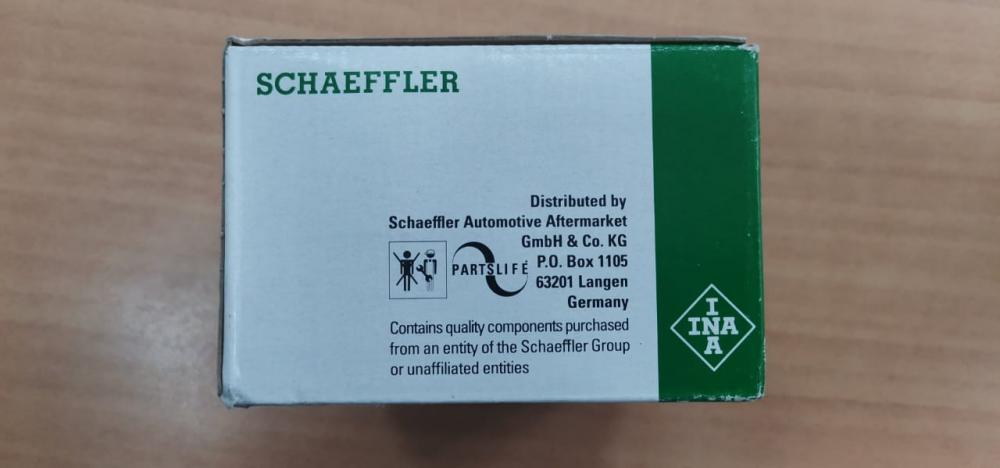 SCHAEFFLER
Distributed by
Schaeffler Automotive Aftermarket
GmbH & Co. KG
P.O. Box 1105
63201 Langen
Germany
PARTSLIFE
Contains quality components purchased
from an entity of the Schaeffler Group
or unaffiliated entities
INA
INA